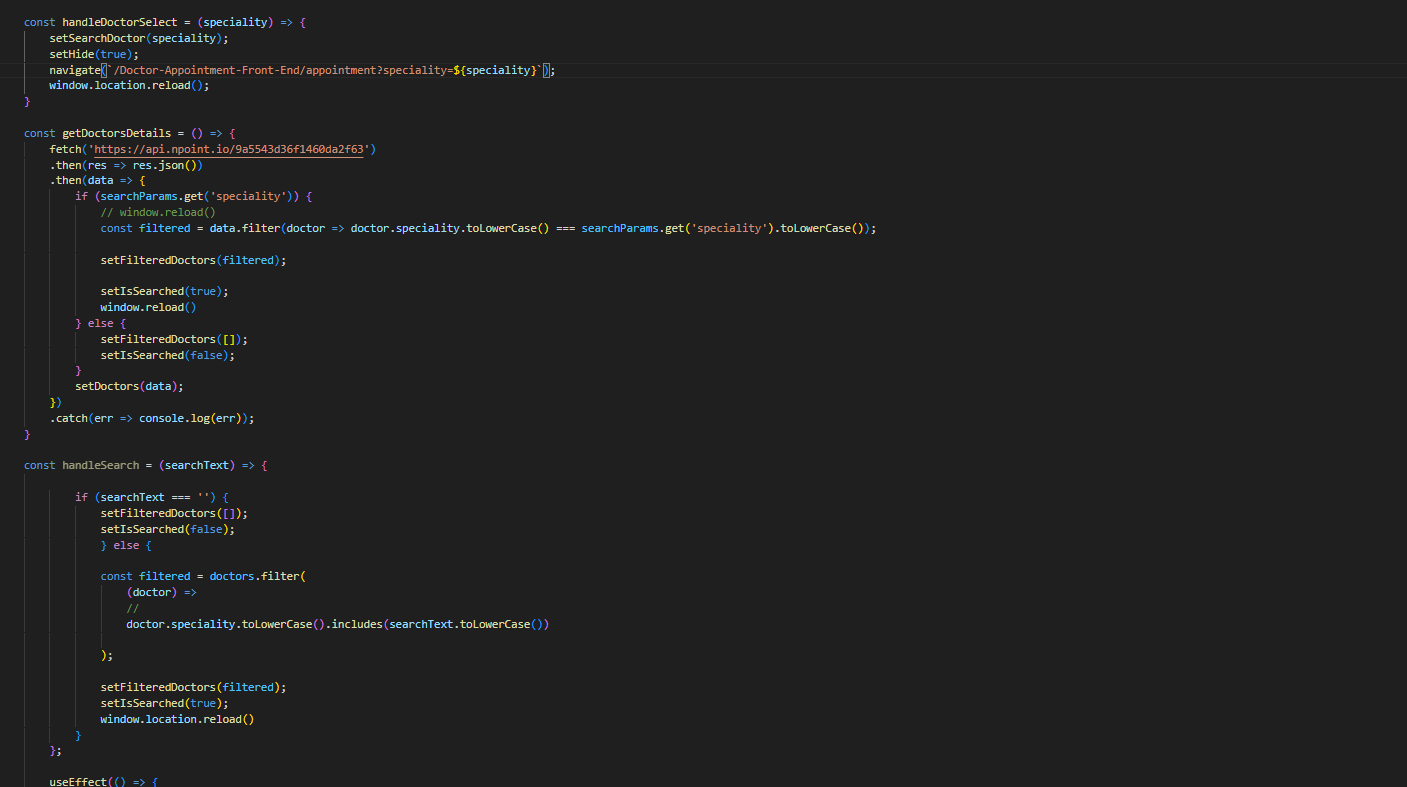 const handleDoctorSelect = (speciality) => {
setSearchDoctor(speciality);
setHide(true);
navigate(`/Doctor-Appointment-Front-End/appointment?speciality=${speciality}`);
window.location.reload();
}
const getDoctorsDetails = () => {
fetch('https://api.npoint.io/9a5543d36f1460da2f63')
.then(res => res.json())
.then(data => {
if (searchParams.get('speciality')) {
// window.reload()
const filtered = data.filter(doctor => doctor.speciality.toLowerCase() === searchParams.get('speciality').toLowerCase());
setFilteredDoctors(filtered);
setIsSearched(true);
window.reload()
} else {
setFilteredDoctors([]);
setIsSearched(false);
}
setDoctors(data);
})
.catch(err => console.log(err));
}
const handleSearch = (searchText) => {
if (searchText === '') {
setFilteredDoctors([]);
setIsSearched(false);
} else {
const filtered = doctors.filter(
(doctor) =>
//
doctor.speciality.toLowerCase().includes(searchText.toLowerCase())
);
setFilteredDoctors(filtered);
setIsSearched(true);
window.location.reload()
}
};
useEffect(() => {